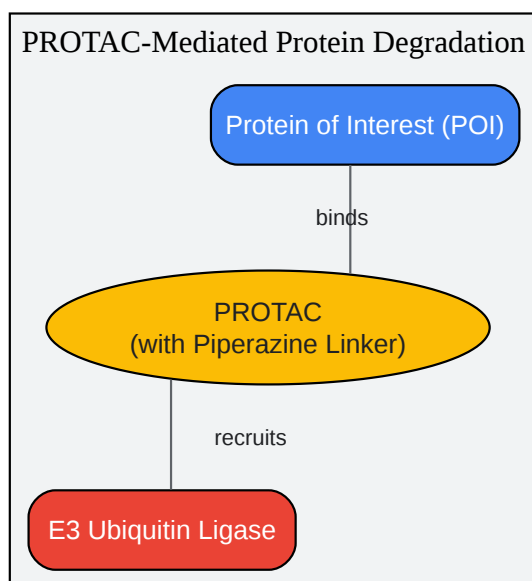 PROTAC-Mediated Protein Degradation
Protein of Interest (POI)
binds
PROTAC
(with Piperazine Linker)
recruits
E3 Ubiquitin Ligase